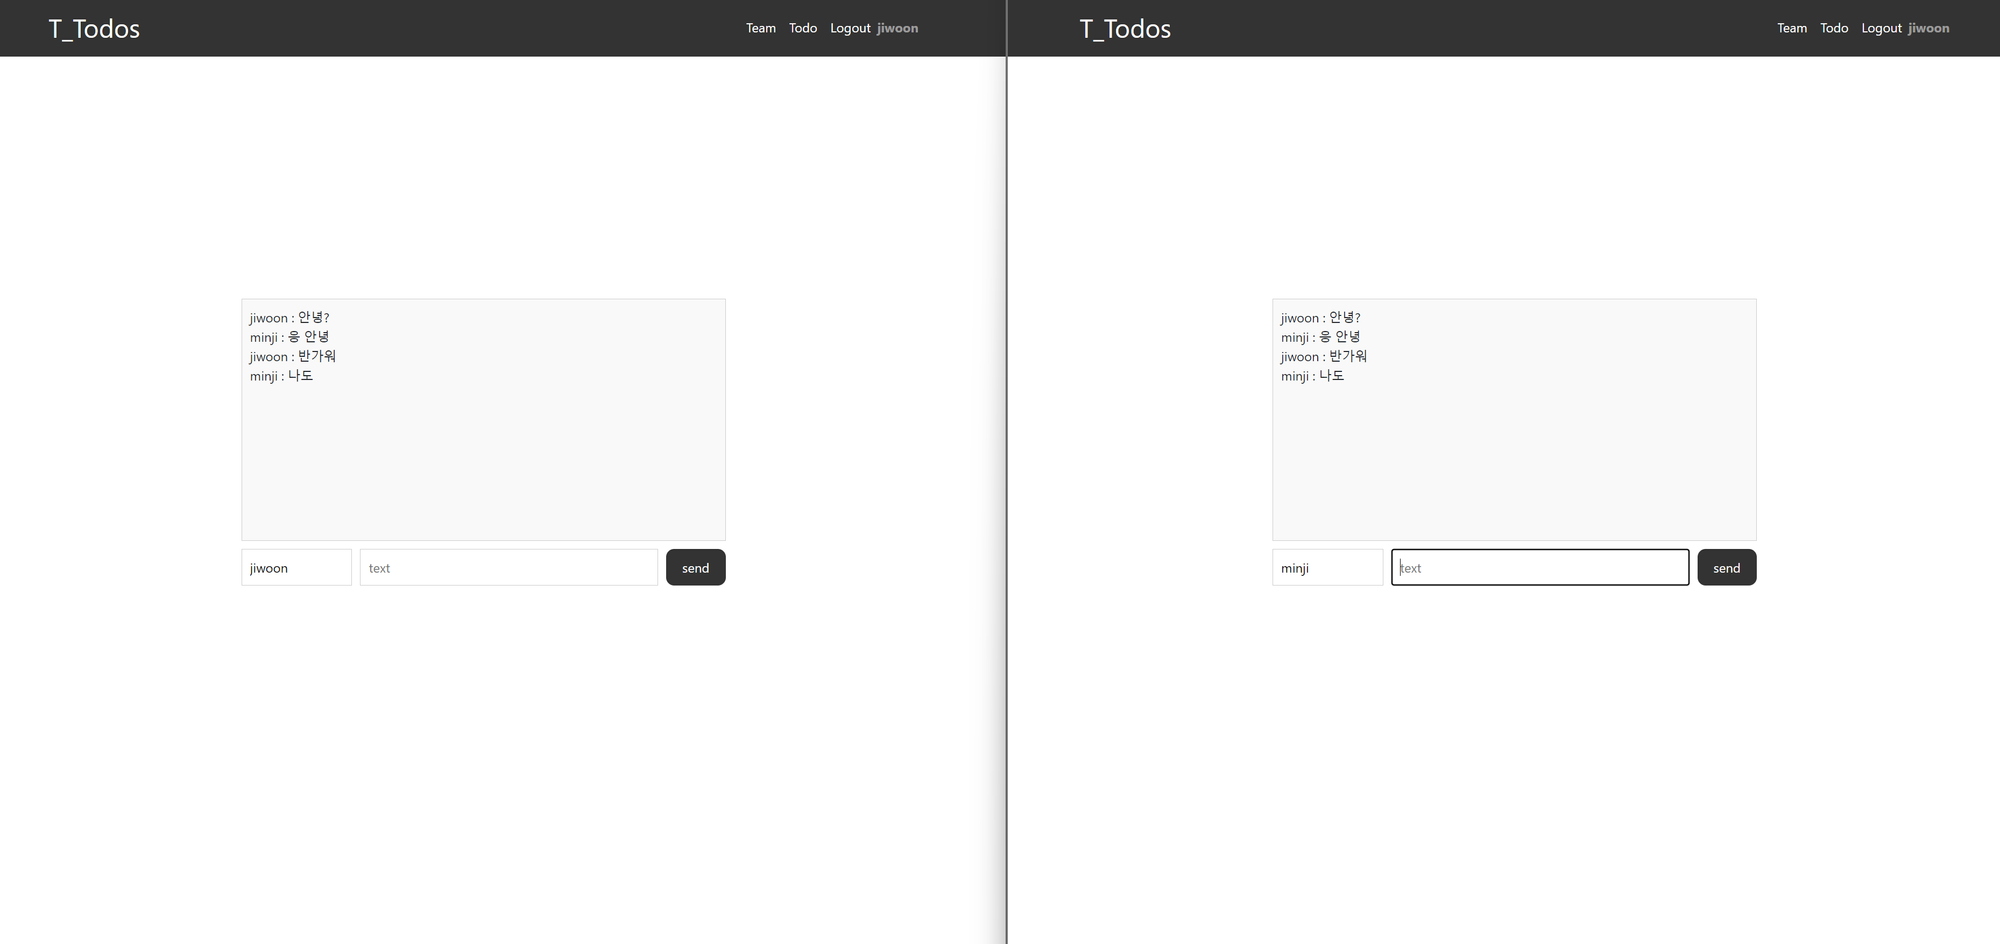 T_Todos
Team Todo Logout jiwoon
jiwoon : 안녕?
minji : 응 안녕
jiwoon : 반가워
minji : 나도
jiwoon
text
send
T_Todos
Team Todo Logout jiwoon
jiwoon : 안녕?
minji : 응 안녕
jiwoon : 반가워
minji : 나도
minji
text
send